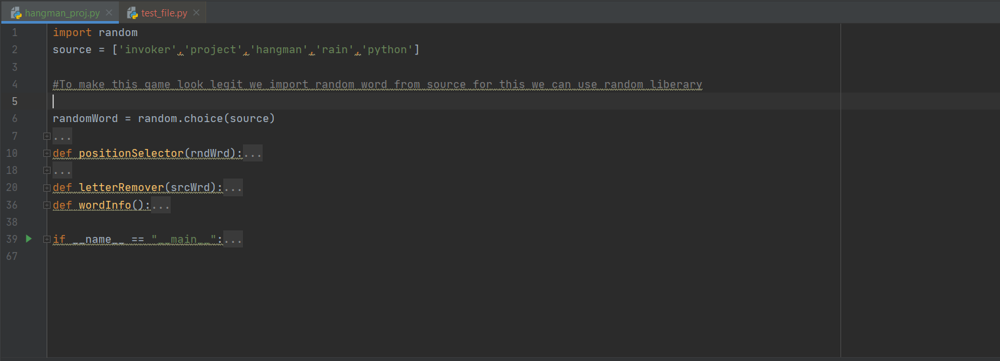 hangman_proj.py test_file.py
1 import random
2 source = ['invoker','project','hangman','rain','python']
3
4 #To make this game look legit we import random word from source for this we can use random liberary
5
6 randomWord = random.choice(source)
7 ...
10 def positionSelector(rndWrd):...
18 ...
20 def letterRemover(srcWrd):...
36 def wordInfo():...
38
39 if __name__ == "__main__":...
67